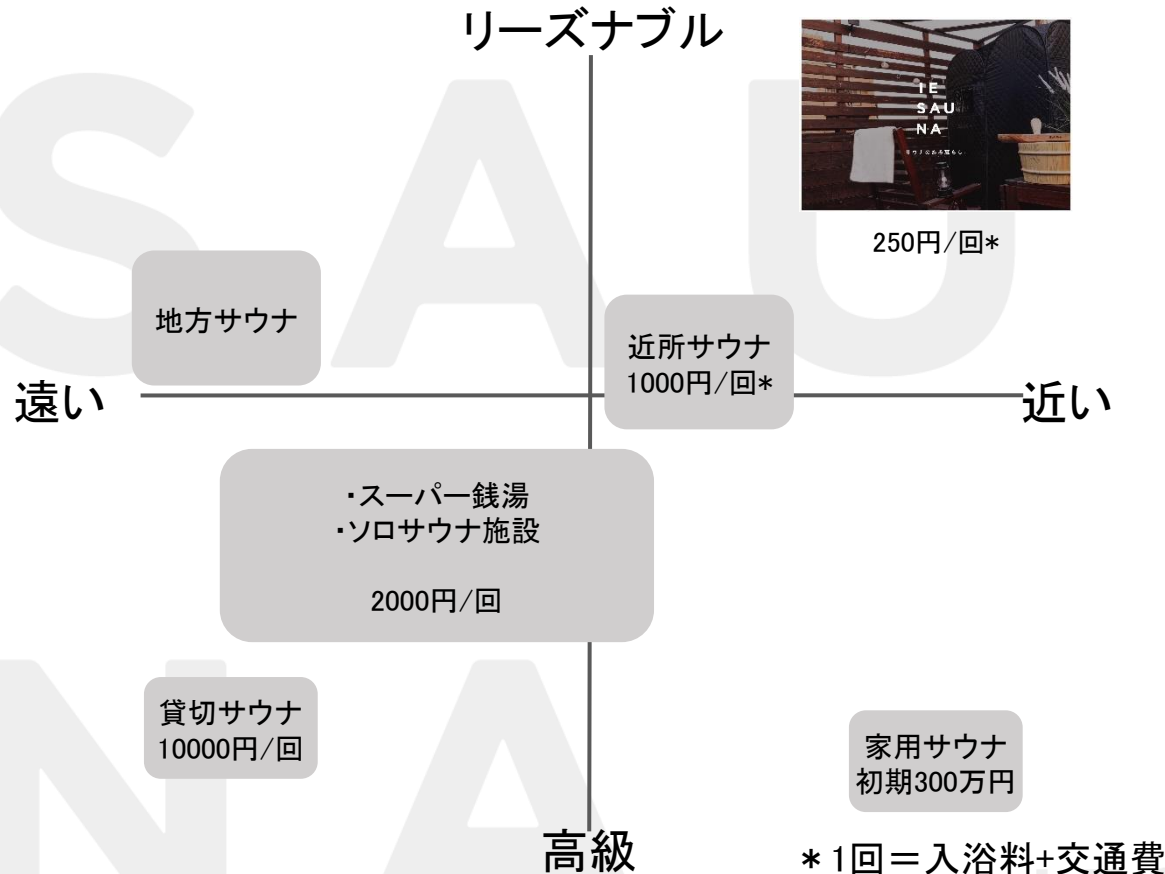 リーズナブル
IE
SAU
NA
250円/回*
地方サウナ
近所サウナ
1000円/回*
遠い
近い
・スーパー銭湯
・ソロサウナ施設
2000円/回
貸切サウナ
10000円/回
家用サウナ
初期300万円
高級
*1回＝入浴料+交通費
SAU
NA